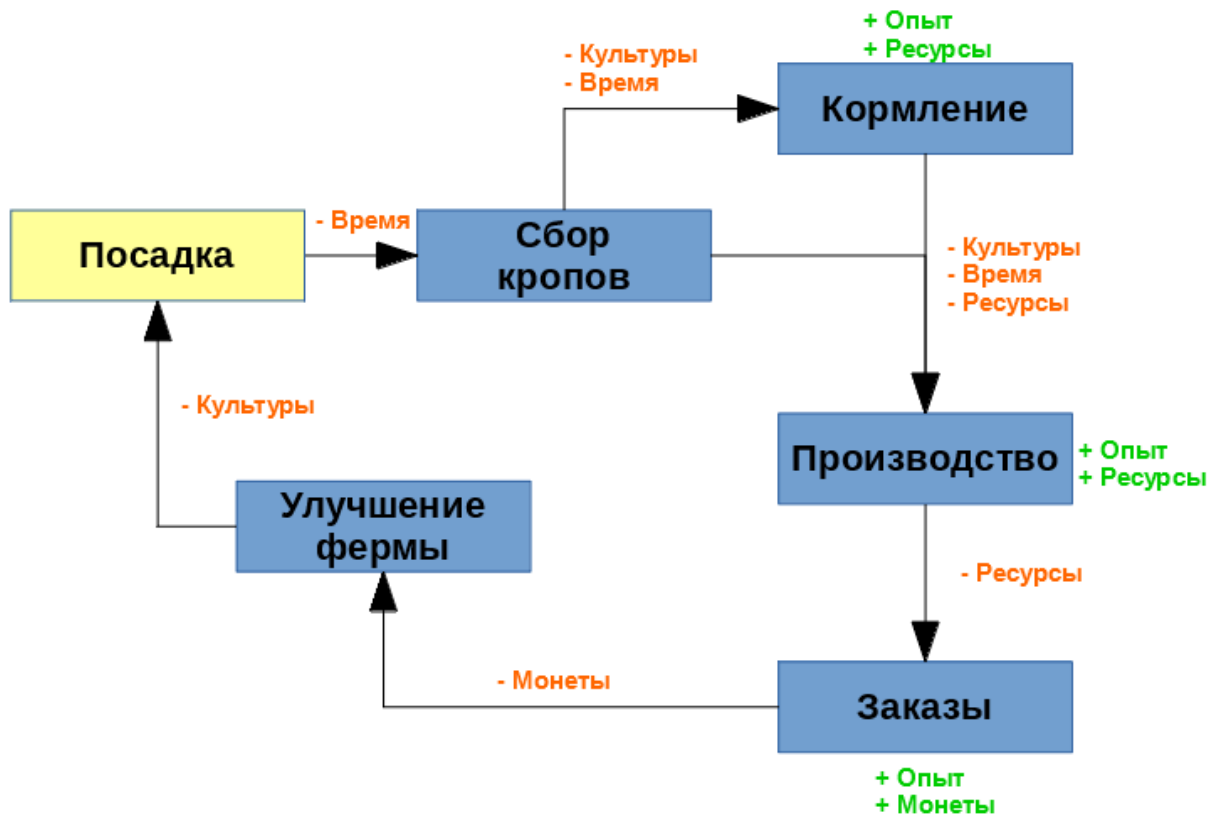 + Опыт
+ Ресурсы
- Культуры
- Время
Кормление
- Время
Посадка
Сбор
кропов
- Культуры
- Время
- Ресурсы
- Культуры
Производство
+ Опыт
+ Ресурсы
Улучшение
фермы
- Ресурсы
- Монеты
Заказы
+ Опыт
+ Монеты